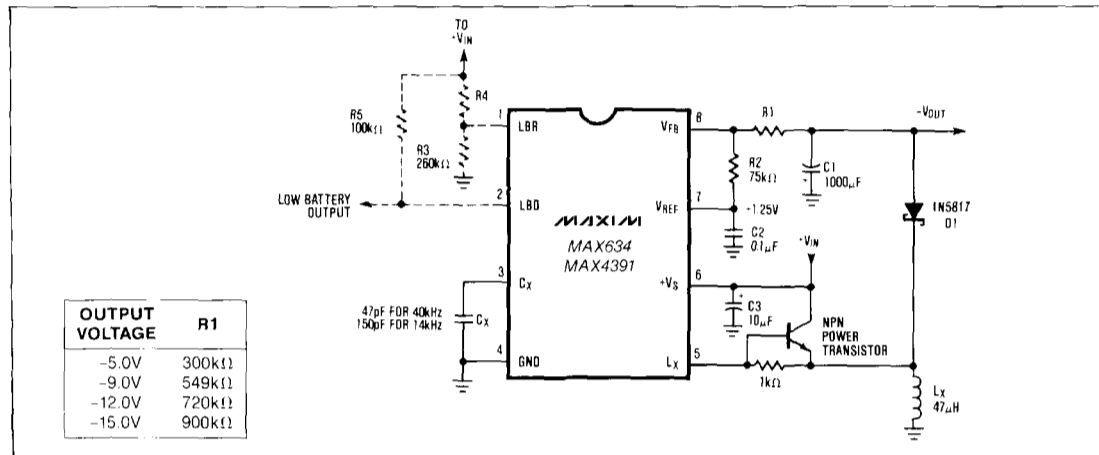 TO
+VIN
R4
R5
100kΩ
R3
260kΩ
1
LBR
2
LBD
LOW BATTERY
OUTPUT
3
CX
47pF FOR 40kHz
150pF FOR 14kHz
CX
4
GND
MAXIM
MAX634
MAX4391
VFB
8
R1
-VOUT
R2
75kΩ
C1
1000µF
VREF
7
-1.25V
C2
0.1µF
1N5817
D1
+VIN
+VS
6
C3
10µF
NPN
POWER
TRANSISTOR
LX
5
1kΩ
LX
47µH
OUTPUT VOLTAGE R1
-5.0V 300kΩ
-9.0V 549kΩ
-12.0V 720kΩ
-15.0V 900kΩ